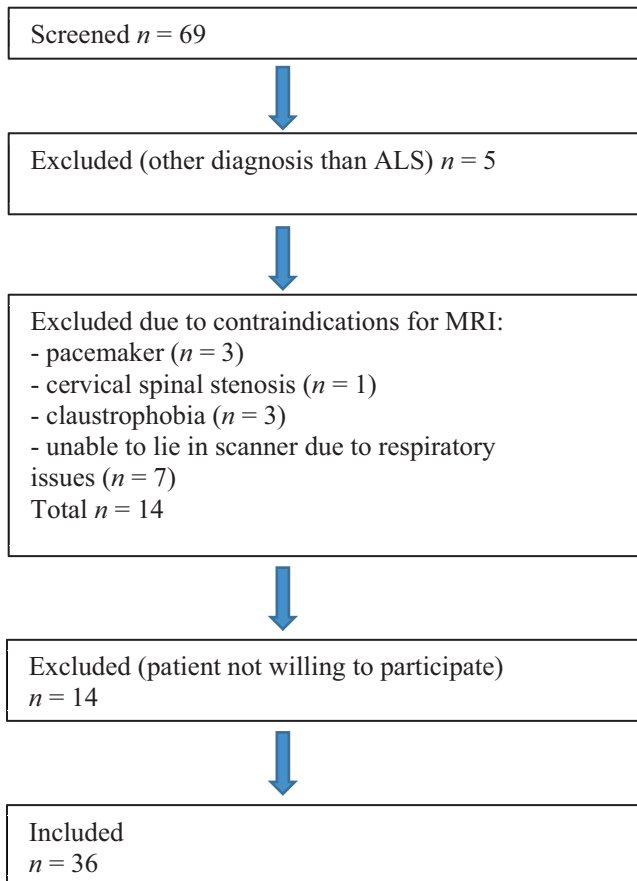 Screened n = 69
Excluded (other diagnosis than ALS) n = 5
Excluded due to contraindications for MRI:
- pacemaker (n = 3)
- cervical spinal stenosis (n = 1)
- claustrophobia (n = 3)
- unable to lie in scanner due to respiratory
issues (n = 7)
Total n = 14
Excluded (patient not willing to participate)
n = 14
Included
n = 36